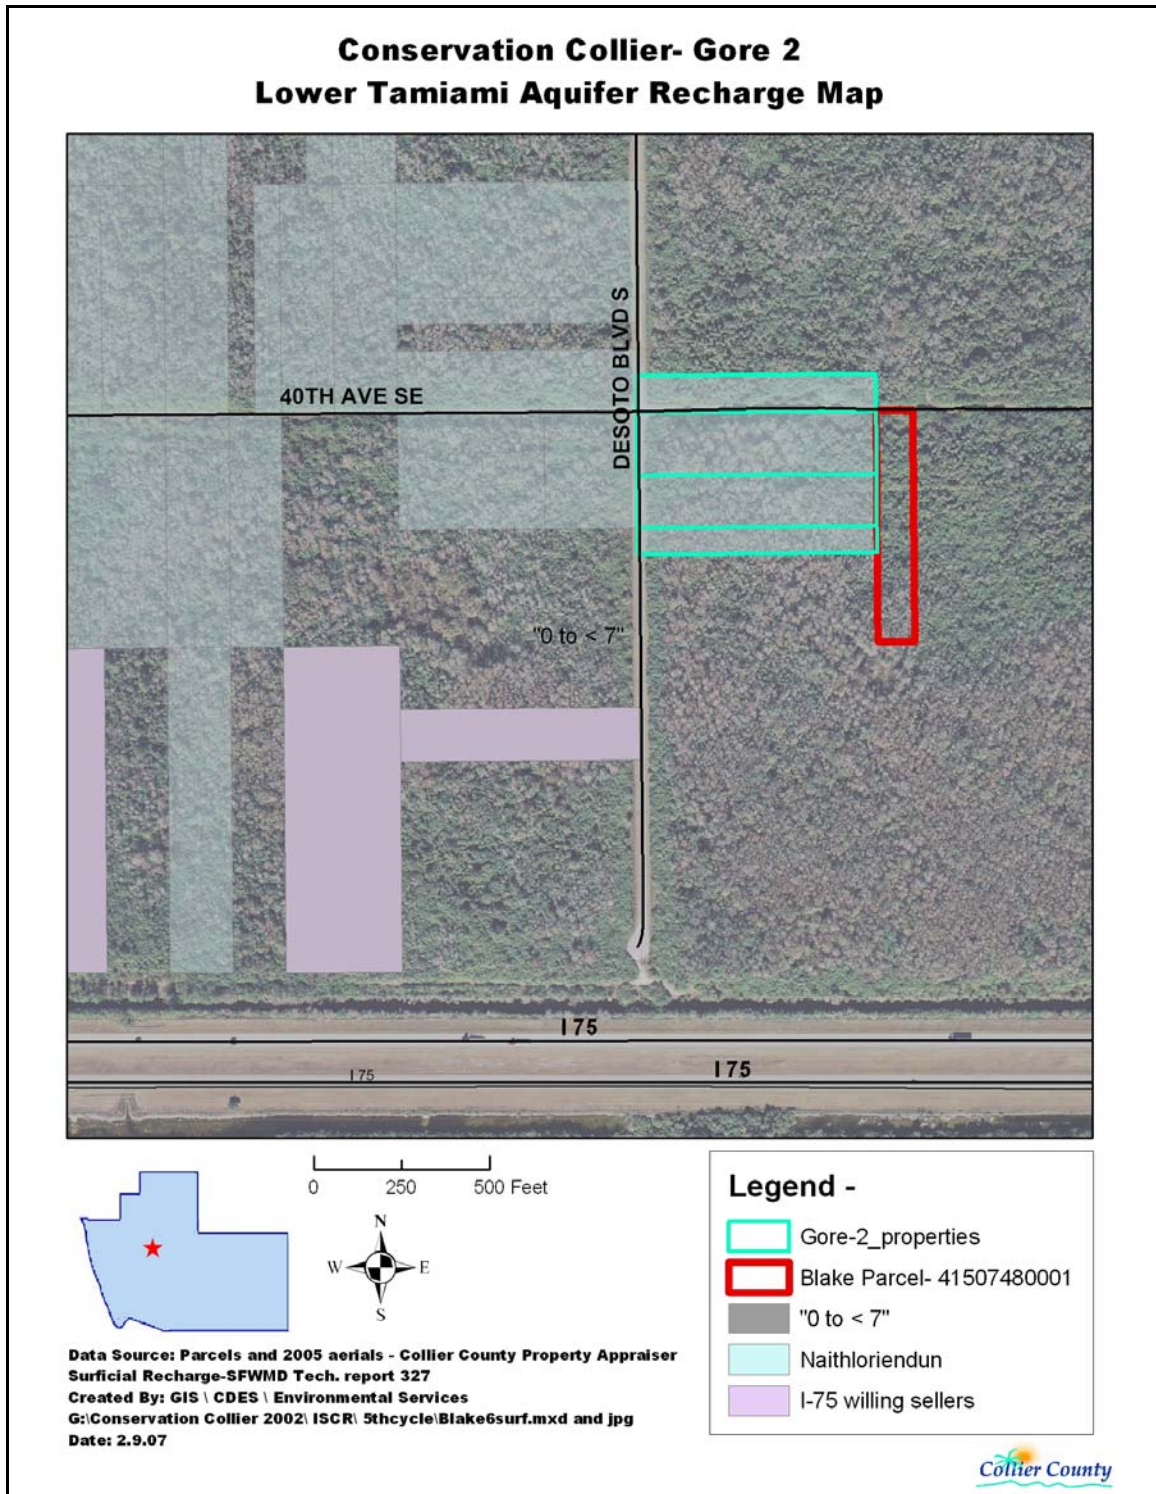 Conservation Collier- Gore 2
Lower Tamiami Aquifer Recharge Map
DESOTO BLVD S
40TH AVE SE
"0 to < 7"
I 75
I 75
I 75
0 250 500 Feet
N
W E
S
Legend -
Gore-2_properties
Blake Parcel- 41507480001
"0 to < 7"
Naithloriendun
I-75 willing sellers
Data Source: Parcels and 2005 aerials - Collier County Property Appraiser
Surficial Recharge-SFWMD Tech. report 327
Created By: GIS \ CDES \ Environmental Services
G:\Conservation Collier 2002\ ISCR\ 5thcycle\Blake6surf.mxd and jpg
Date: 2.9.07
Collier County